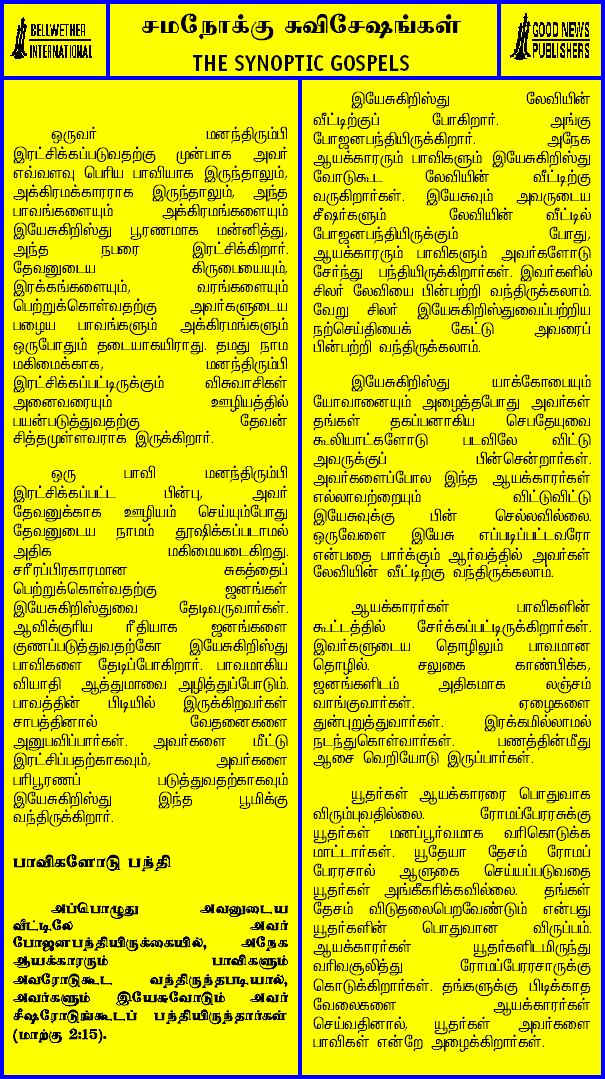 BELLWETHER
INTERNATIONAL
சமநோக்கு சுவிசேஷங்கள்
THE SYNOPTIC GOSPELS
GOOD NEWS
PUBLISHERS
ஒருவர் மனந்திரும்பி
இரட்சிக்கப்படுவதற்கு முன்பாக அவர்
எவ்வளவு பெரிய பாவியாக இருந்தாலும்,
அக்கிரமக்காரராக இருந்தாலும், அந்த
பாவங்களையும் அக்கிரமங்களையும்
இயேசுகிறிஸ்து பூரணமாக மன்னித்து,
அந்த நபரை இரட்சிக்கிறார்.
தேவனுடைய கிருபையையும்,
இரக்கங்களையும், வரங்களையும்
பெற்றுக்கொள்வதற்கு அவர்களுடைய
பழைய பாவங்களும் அக்கிரமங்களும்
ஒருபோதும் தடையாகயிராது. தமது நாம
மகிமைக்காக, மனந்திரும்பி
இரட்சிக்கப்பட்டிருக்கும் விசுவாசிகள்
அனைவரையும் ஊழியத்தில்
பயன்படுத்துவதற்கு தேவன்
சித்தமுள்ளவராக இருக்கிறார்.
ஒரு பாவி மனந்திரும்பி
இரட்சிக்கப்பட்ட பின்பு, அவர்
தேவனுக்காக ஊழியம் செய்யும்போது
தேவனுடைய நாமம் தூஷிக்கப்படாமல்
அதிக மகிமையடைகிறது.
சரீரப்பிரகாரமான சுகத்தைப்
பெற்றுக்கொள்வதற்கு ஜனங்கள்
இயேசுகிறிஸ்துவை தேடிவருவார்கள்.
ஆவிக்குரிய ரீதியாக ஜனங்களை
குணப்படுத்துவதற்கோ இயேசுகிறிஸ்து
பாவிகளை தேடிப்போகிறார். பாவமாகிய
வியாதி ஆத்துமாவை அழித்துப்போடும்.
பாவத்தின் பிடியில் இருக்கிறவர்கள்
சாபத்தினால் வேதனைகளை
அனுபவிப்பார்கள். அவர்களை மீட்டு
இரட்சிப்பதற்காகவும், அவர்களை
பரிபூரணப் படுத்துவதற்காகவும்
இயேசுகிறிஸ்து இந்த பூமிக்கு
வந்திருக்கிறார்.
பாவிகளோடு பந்தி
அப்பொழுது அவனுடைய
வீட்டிலே அவர்
போஜனபந்தியிருக்கையில், அநேக
ஆயக்காரரும் பாவிகளும்
அவரோடுகூட வந்திருந்தபடியால்,
அவர்களும் இயேசுவோடும் அவர்
சீஷரோடுங்கூடப் பந்தியிருந்தார்கள்
(மாற்கு 2:15).
இயேசுகிறிஸ்து லேவியின்
வீட்டிற்குப் போகிறார். அங்கு
போஜனபந்தியிருக்கிறார். அநேக
ஆயக்காரரும் பாவிகளும் இயேசுகிறிஸ்து
வோடுகூட லேவியின் வீட்டிற்கு
வருகிறார்கள். இயேசுவும் அவருடைய
சீஷர்களும் லேவியின் வீட்டில்
போஜனபந்தியிருக்கும் போது,
ஆயக்காரரும் பாவிகளும் அவர்களோடு
சேர்ந்து பந்தியிருக்கிறார்கள். இவர்களில்
சிலர் லேவியை பின்பற்றி வந்திருக்கலாம்.
வேறு சிலர் இயேசுகிறிஸ்துவைப்பற்றிய
நற்செய்தியைக் கேட்டு அவரைப்
பின்பற்றி வந்திருக்கலாம்.
இயேசுகிறிஸ்து யாக்கோபையும்
யோவானையும் அழைத்தபோது அவர்கள்
தங்கள் தகப்பனாகிய செபதேயுவை
கூலியாட்களோடு படவிலே விட்டு
அவருக்குப் பின்சென்றார்கள்.
அவர்களைப்போல இந்த ஆயக்காரர்கள்
எல்லாவற்றையும் விட்டுவிட்டு
இயேசுவுக்கு பின் செல்லவில்லை.
ஒருவேளை இயேசு எப்படிப்பட்டவரோ
என்பதை பார்க்கும் ஆர்வத்தில் அவர்கள்
லேவியின் வீட்டிற்கு வந்திருக்கலாம்.
ஆயக்காரர்கள் பாவிகளின்
கூட்டத்தில் சேர்க்கப்பட்டிருக்கிறார்கள்.
இவர்களுடைய தொழிலும் பாவமான
தொழில். சலுகை காண்பிக்க,
ஜனங்களிடம் அதிகமாக லஞ்சம்
வாங்குவார்கள். ஏழைகளை
துன்புறுத்துவார்கள். இரக்கமில்லாமல்
நடந்துகொள்வார்கள். பணத்தின்மீது
ஆசை வெறியோடு இருப்பார்கள்.
யூதர்கள் ஆயக்காரரை பொதுவாக
விரும்புவதில்லை. ரோமப்பேரரசுக்கு
யூதர்கள் மனப்பூர்வமாக வரிகொடுக்க
மாட்டார்கள். யூதேயா தேசம் ரோமப்
பேரரசால் ஆளுகை செய்யப்படுவதை
யூதர்கள் அங்கீகரிக்கவில்லை. தங்கள்
தேசம் விடுதலைபெறவேண்டும் என்பது
யூதர்களின் பொதுவான விருப்பம்.
ஆயக்காரர்கள் யூதர்களிடமிருந்து
வரிவசூலித்து ரோமப்பேரரசாருக்கு
கொடுக்கிறார்கள். தங்களுக்கு பிடிக்காத
வேலைகளை ஆயக்காரர்கள்
செய்வதினால், யூதர்கள் அவர்களை
பாவிகள் என்றே அழைக்கிறார்கள்.